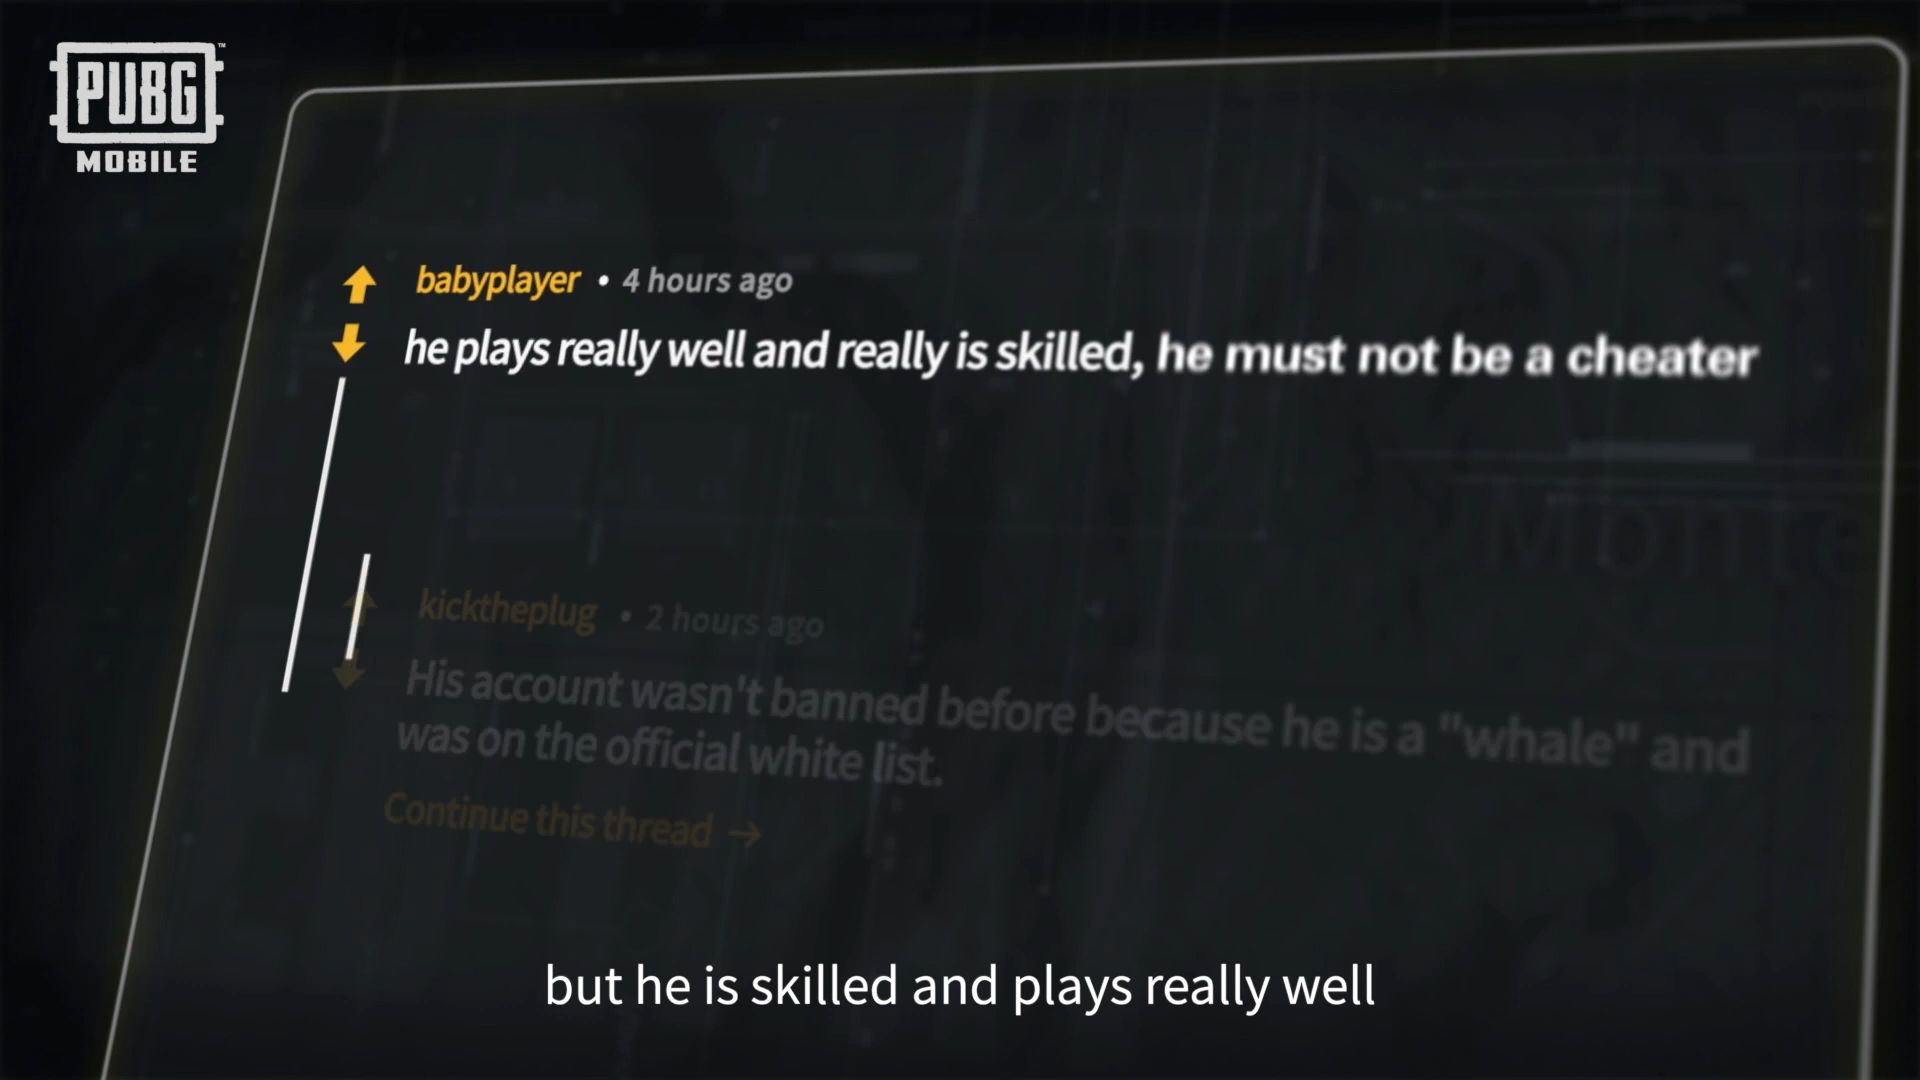 PUBG
MOBILE
™
babyplayer • 4 hours ago
he plays really well and really is skilled, he must not be a cheater
Monte
kicktheplug • 2 hours ago
His account wasn't banned before because he is a "whale" and
was on the official white list.
Continue this thread →
but he is skilled and plays really well